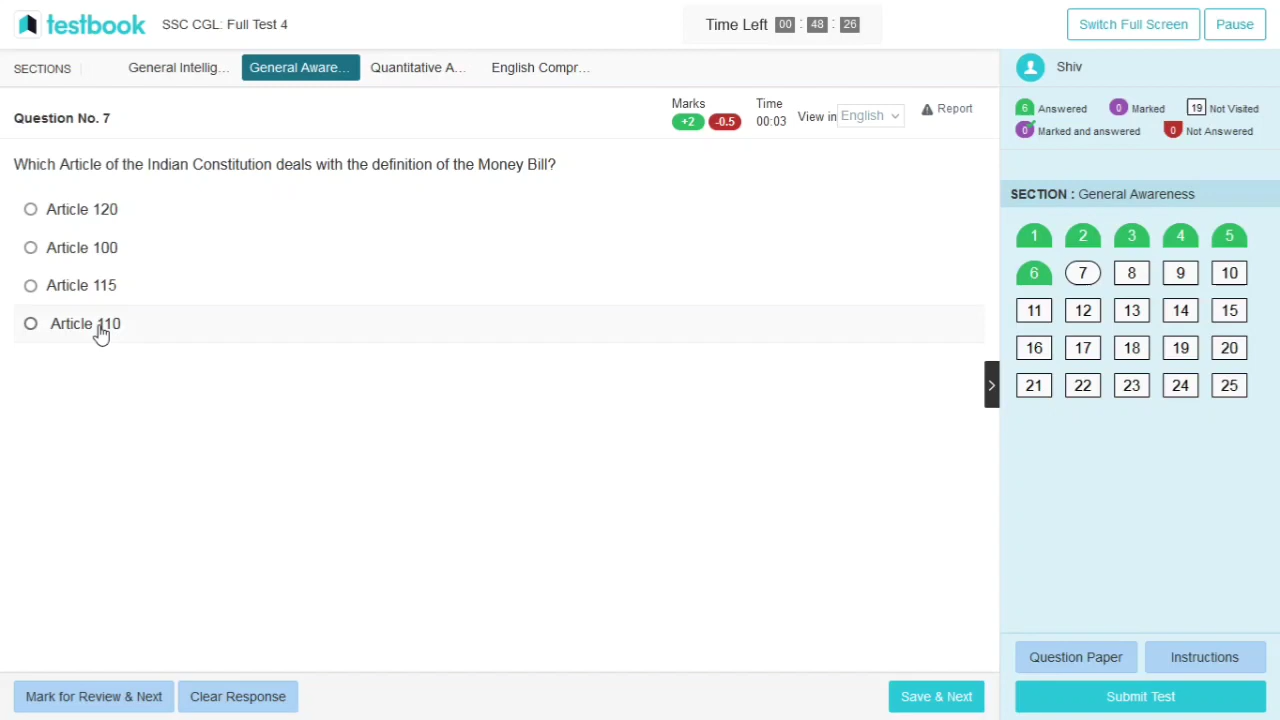 testbook SSC CGL: Full Test 4 Time Left 00 : 48 : 26 Switch Full Screen Pause
SECTIONS General Intellig... General Aware... Quantitative A... English Compr... Shiv
Question No. 7 Marks +2 -0.5 Time 00:03 View in English Report
6 Answered 0 Marked 19 Not Visited
0 Marked and answered 0 Not Answered
Which Article of the Indian Constitution deals with the definition of the Money Bill?
Article 120
Article 100
Article 115
Article 110
SECTION : General Awareness
1 2 3 4 5
6 7 8 9 10
11 12 13 14 15
16 17 18 19 20
21 22 23 24 25
Question Paper Instructions
Mark for Review & Next Clear Response Save & Next Submit Test